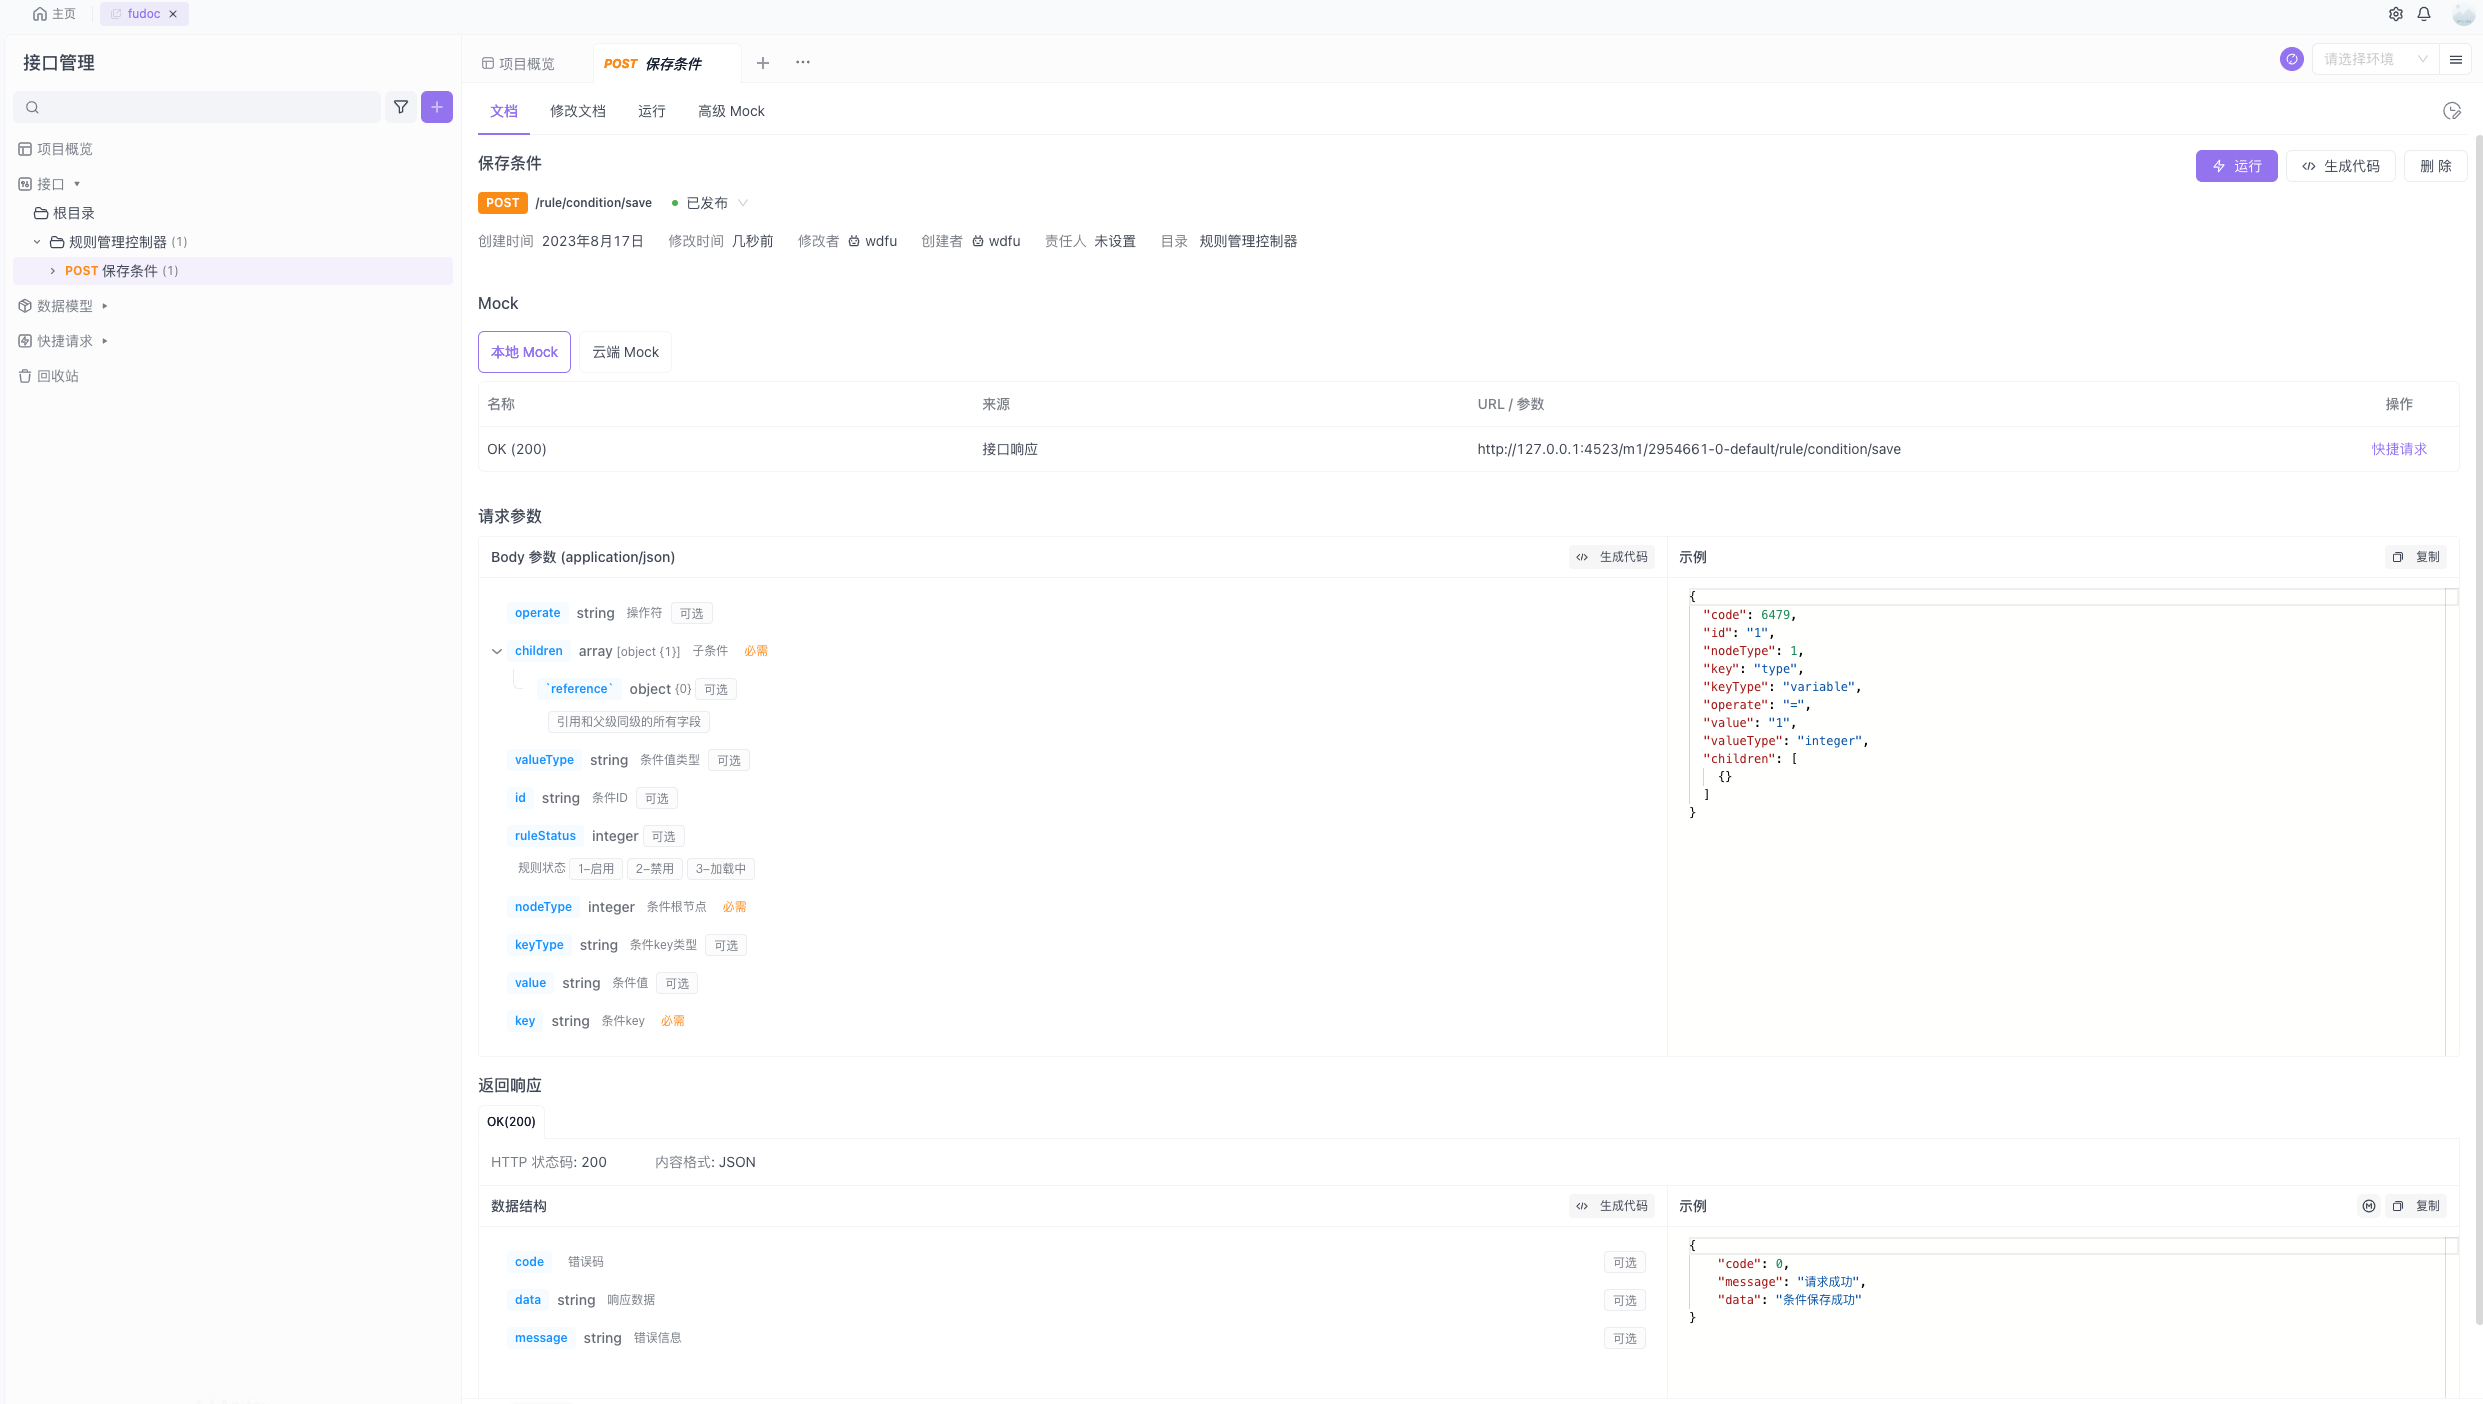 主页
fudoc
接口管理
项目概览
接口
根目录
规则管理控制器 (1)
POST 保存条件 (1)
数据模型
快捷请求
回收站
项目概览
POST 保存条件
请选择环境
文档 修改文档 运行 高级 Mock
保存条件
运行 生成代码 删 除
POST /rule/condition/save 已发布
创建时间 2023年8月17日 修改时间 几秒前 修改者 wdfu 创建者 wdfu 责任人 未设置 目录 规则管理控制器
Mock
本地 Mock 云端 Mock
名称 来源 URL / 参数 操作
OK (200) 接口响应 http://127.0.0.1:4523/m1/2954661-0-default/rule/condition/save 快捷请求
请求参数
Body 参数 (application/json) 生成代码
operate string 操作符 可选
children array [object {1}] 子条件 必需
`reference` object {0} 可选
引用和父级同级的所有字段
valueType string 条件值类型 可选
id string 条件ID 可选
ruleStatus integer 可选
规则状态 1-启用 2-禁用 3-加载中
nodeType integer 条件根节点 必需
keyType string 条件key类型 可选
value string 条件值 可选
key string 条件key 必需
示例 复制
{
"code": 6479,
"id": "1",
"nodeType": 1,
"key": "type",
"keyType": "variable",
"operate": "=",
"value": "1",
"valueType": "integer",
"children": [
{}
]
}
返回响应
OK(200)
HTTP 状态码: 200 内容格式: JSON
数据结构 生成代码
code 错误码 可选
data string 响应数据 可选
message string 错误信息 可选
示例 M 复制
{
"code": 0,
"message": "请求成功",
"data": "条件保存成功"
}